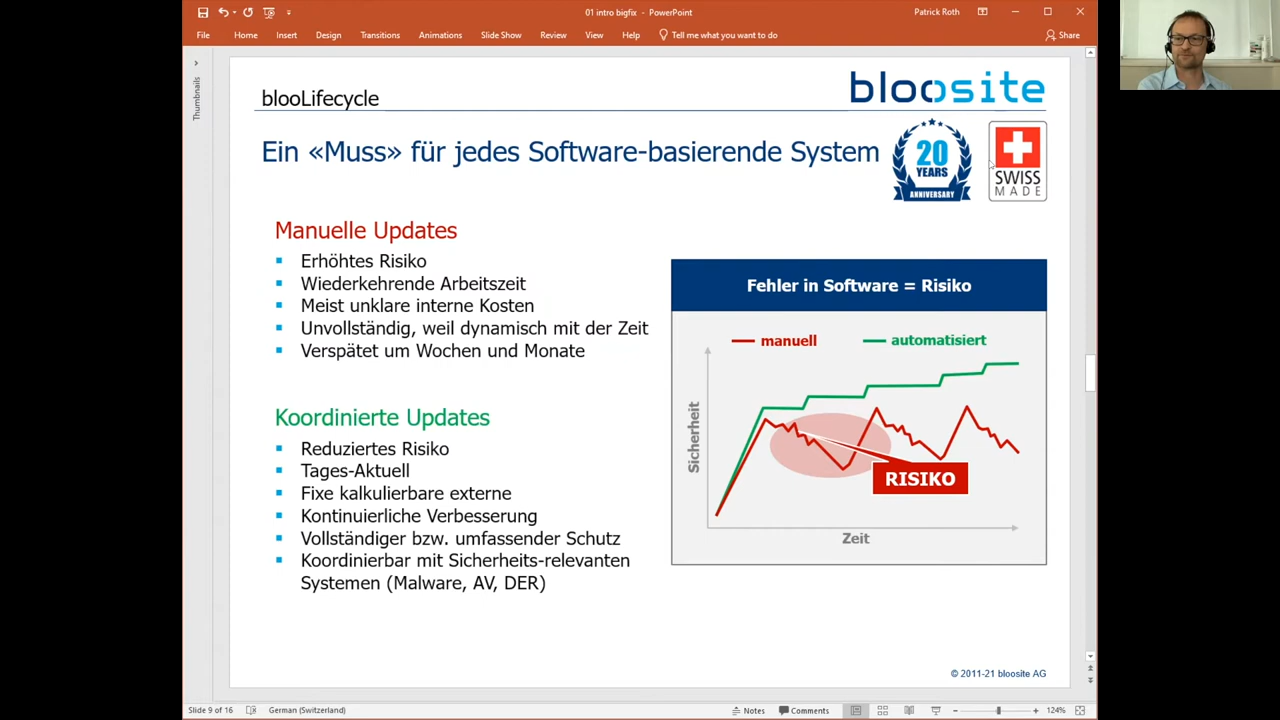 01 intro bigfix - PowerPoint
Patrick Roth
File Home Insert Design Transitions Animations Slide Show Review View Help Tell me what you want to do Share
Thumbnails
blooLifecycle
bloosite
Ein «Muss» für jedes Software-basierende System
20
YEARS
ANNIVERSARY
SWISS
MADE
Manuelle Updates
Erhöhtes Risiko
Wiederkehrende Arbeitszeit
Meist unklare interne Kosten
Unvollständig, weil dynamisch mit der Zeit
Verspätet um Wochen und Monate
Koordinierte Updates
Reduziertes Risiko
Tages-Aktuell
Fixe kalkulierbare externe
Kontinuierliche Verbesserung
Vollständiger bzw. umfassender Schutz
Koordinierbar mit Sicherheits-relevanten
Systemen (Malware, AV, DER)
Fehler in Software = Risiko
manuell automatisiert
Sicherheit
RISIKO
Zeit
© 2011-21 bloosite AG
Slide 9 of 16 German (Switzerland) Notes Comments 124%